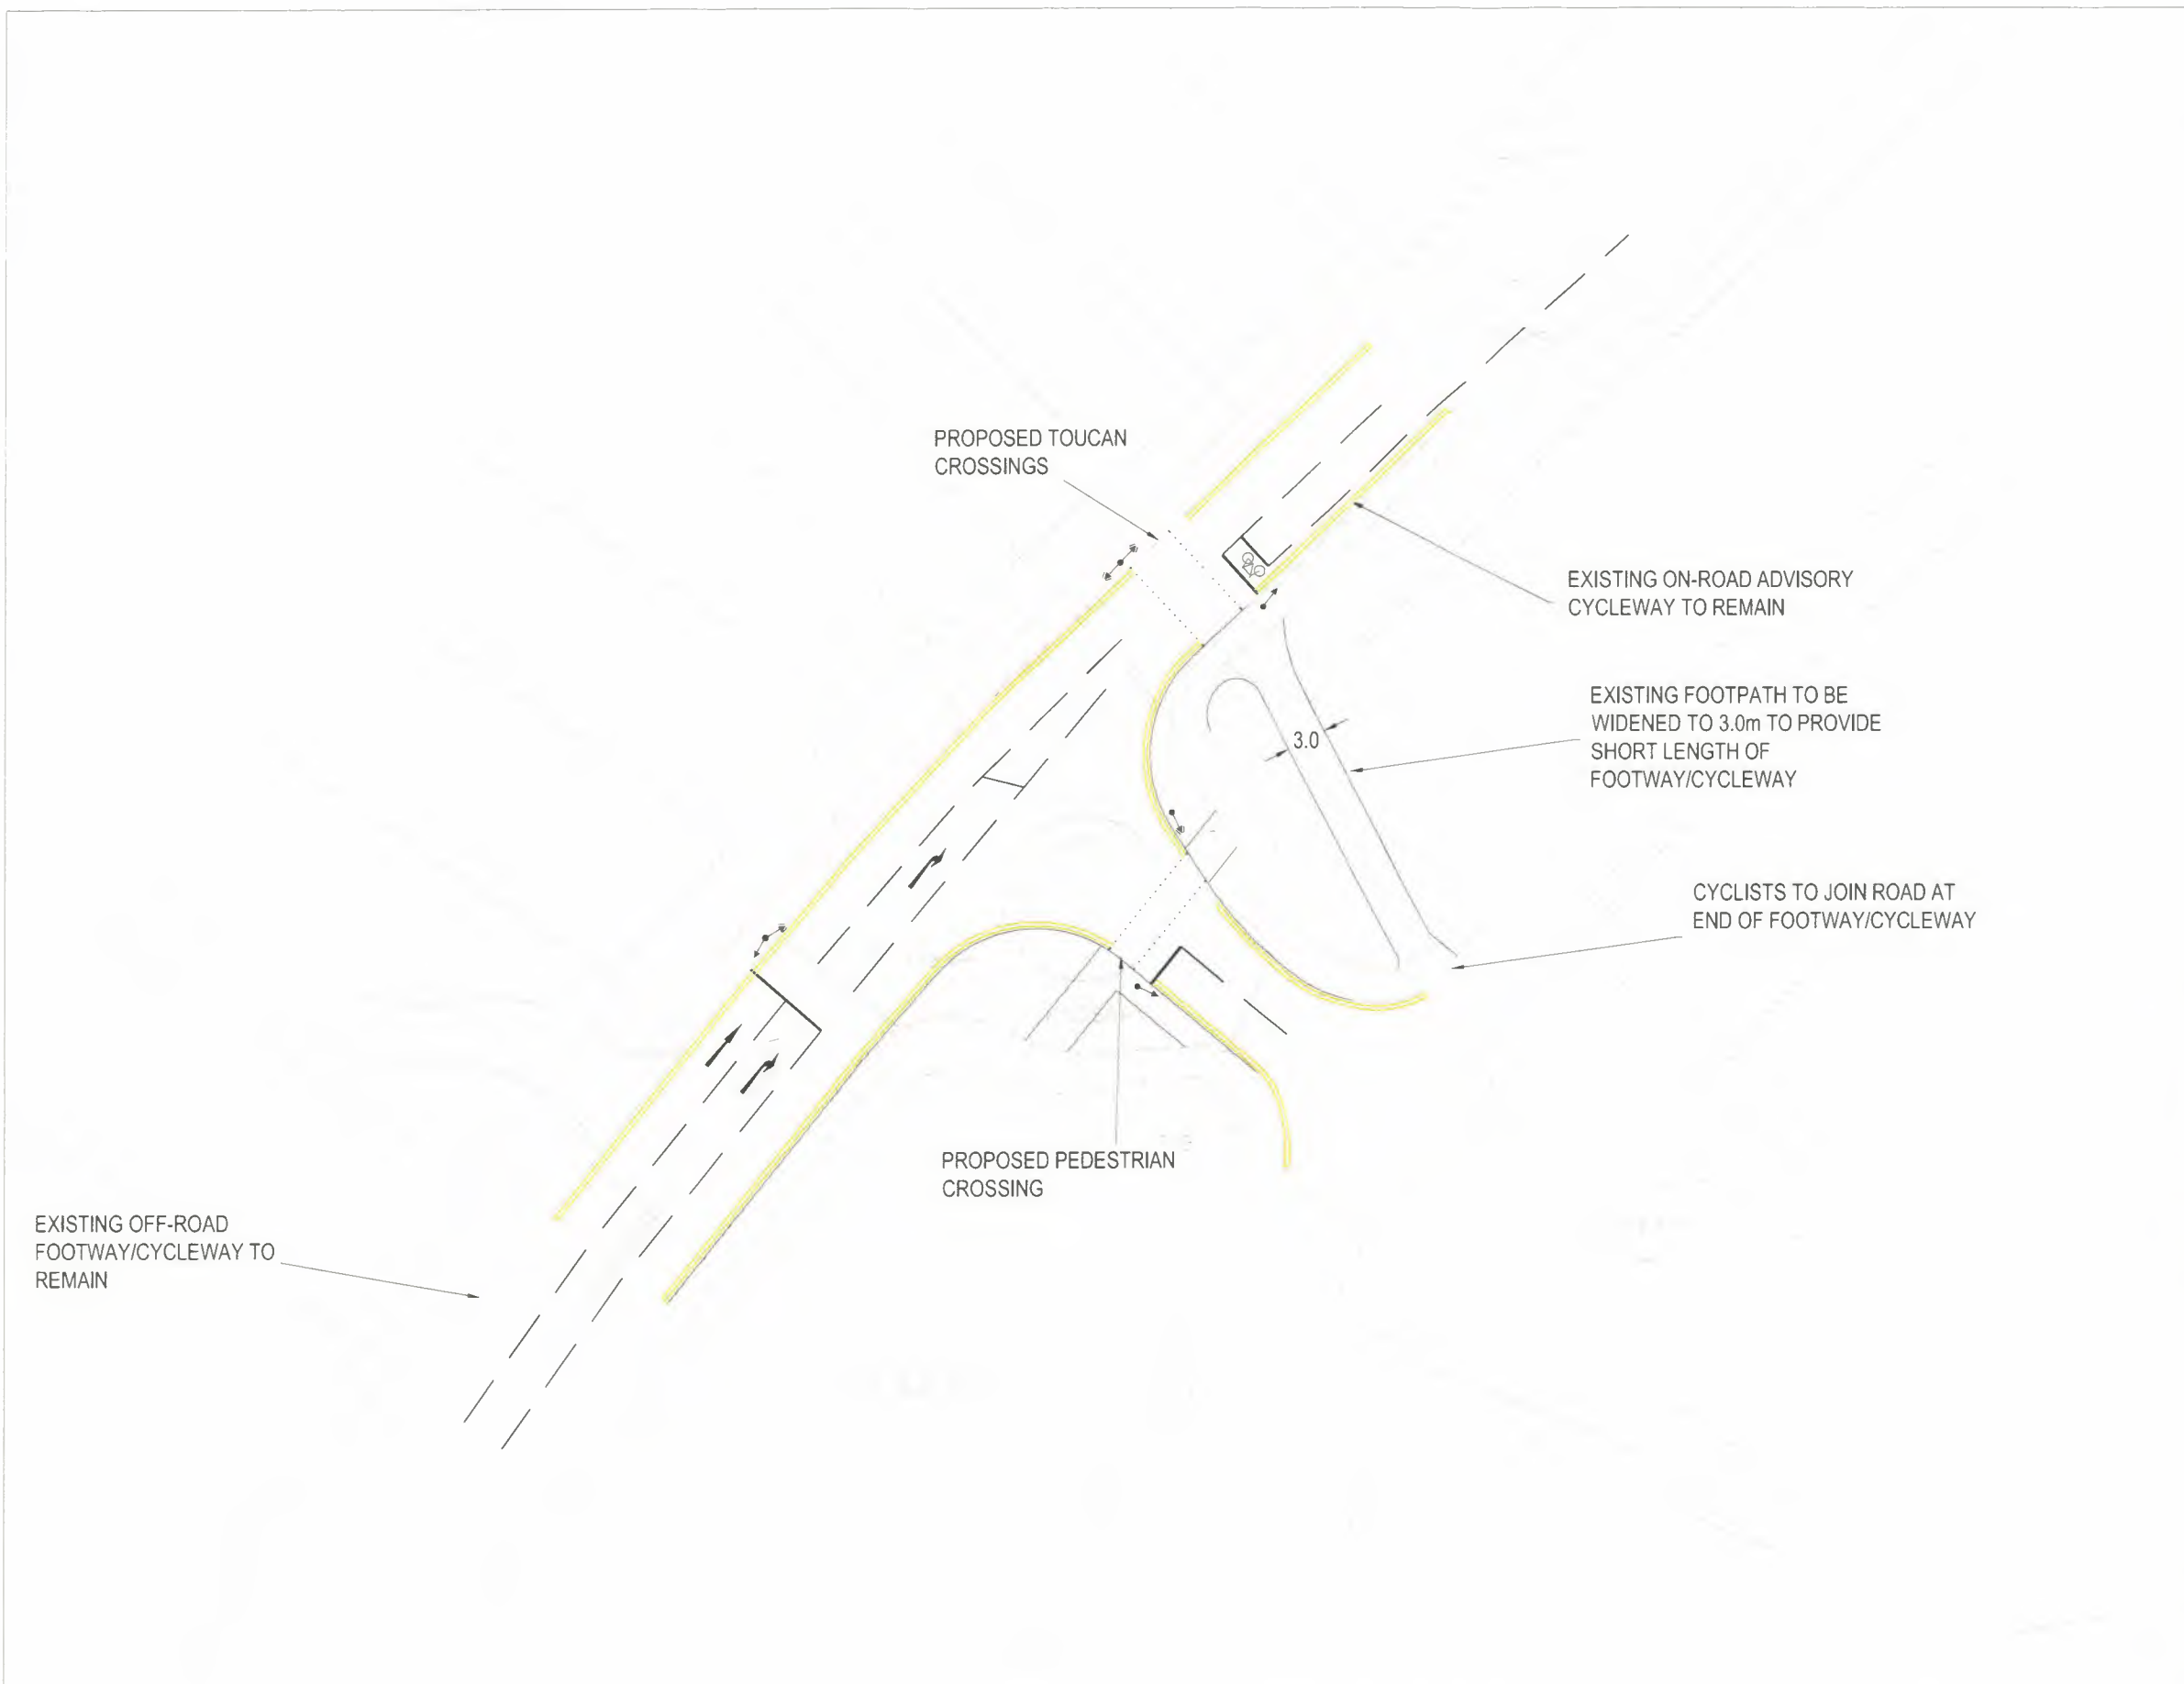 PROPOSED TOUCAN
CROSSINGS
EXISTING ON-ROAD ADVISORY
CYCLEWAY TO REMAIN
EXISTING FOOTPATH TO BE
WIDENED TO 3.0m TO PROVIDE
SHORT LENGTH OF
FOOTWAY/CYCLEWAY
3.0
CYCLISTS TO JOIN ROAD AT
END OF FOOTWAY/CYCLEWAY
PROPOSED PEDESTRIAN
CROSSING
EXISTING OFF-ROAD
FOOTWAY/CYCLEWAY TO
REMAIN